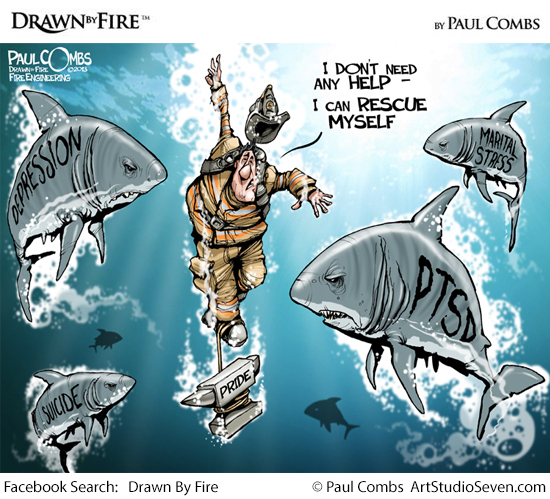 DRAWN BY FIRE™
BY PAUL COMBS
PAUL COMBS
DRAWN BY FIRE ©2013
FIRE ENGINEERING
I DON'T NEED
ANY HELP –
I CAN RESCUE
MYSELF
DEPRESSION
MARITAL
STRESS
PTSD
PRIDE
SUICIDE
Facebook Search: Drawn By Fire
© Paul Combs ArtStudioSeven.com